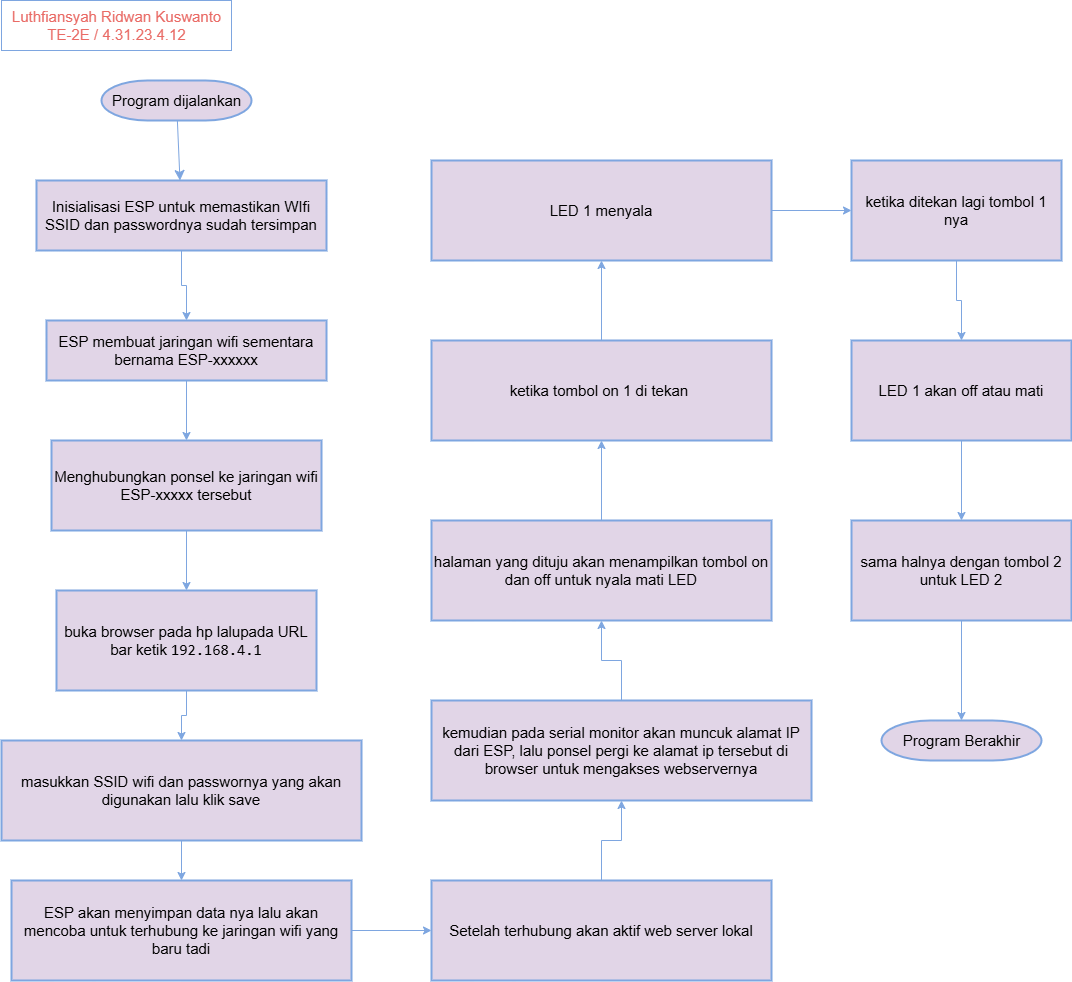 Luthfiansyah Ridwan Kuswanto
TE-2E / 4.31.23.4.12
Program dijalankan
Inisialisasi ESP untuk memastikan WIfi
SSID dan passwordnya sudah tersimpan
ESP membuat jaringan wifi sementara
bernama ESP-xxxxxx
Menghubungkan ponsel ke jaringan wifi
ESP-xxxxx tersebut
buka browser pada hp lalupada URL
bar ketik 192.168.4.1
masukkan SSID wifi dan passwornya yang akan
digunakan lalu klik save
ESP akan menyimpan data nya lalu akan
mencoba untuk terhubung ke jaringan wifi yang
baru tadi
Setelah terhubung akan aktif web server lokal
kemudian pada serial monitor akan muncuk alamat IP
dari ESP, lalu ponsel pergi ke alamat ip tersebut di
browser untuk mengakses webservernya
halaman yang dituju akan menampilkan tombol on
dan off untuk nyala mati LED
ketika tombol on 1 di tekan
LED 1 menyala
ketika ditekan lagi tombol 1
nya
LED 1 akan off atau mati
sama halnya dengan tombol 2
untuk LED 2
Program Berakhir